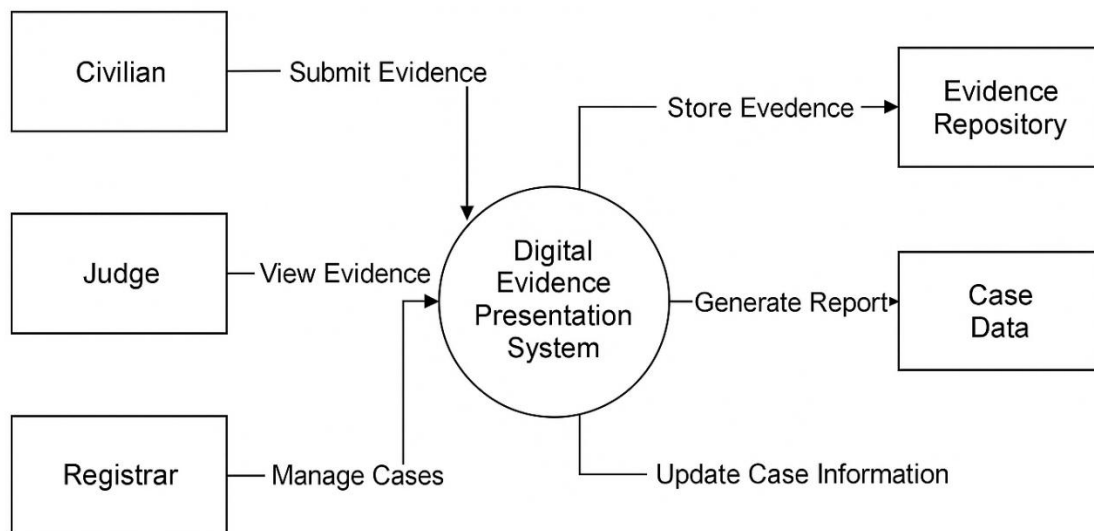 Civilian
Submit Evidence
Store Evedence
Evidence
Repository
Judge
View Evidence
Digital
Evidence
Presentation
System
Generate Report
Case
Data
Registrar
Manage Cases
Update Case Information